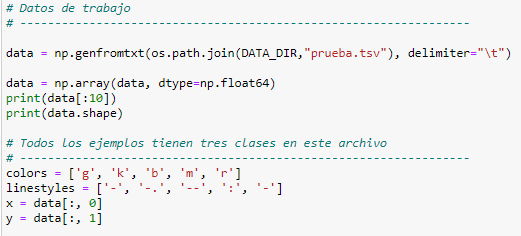 # Datos de trabajo
# ---------------------------------------------------------------
data = np.genfromtxt(os.path.join(DATA_DIR,"prueba.tsv"), delimiter="\t")
data = np.array(data, dtype=np.float64)
print(data[:10])
print(data.shape)
# Todos los ejemplos tienen tres clases en este archivo
# ---------------------------------------------------------------
colors = ['g', 'k', 'b', 'm', 'r']
linestyles = ['-', '-.', '--', ':', '-']
x = data[:, 0]
y = data[:, 1]